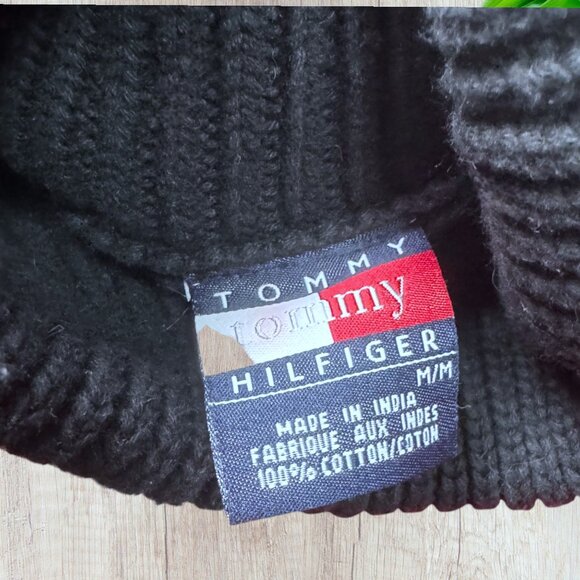 TOMMY
tommy
HILFIGER
M/M
MADE IN INDIA
FABRIQUE AUX INDES
100% COTTON/COTON